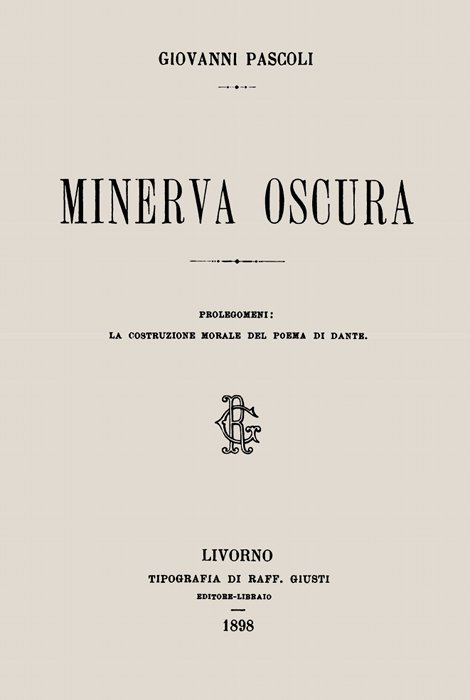 GIOVANNI PASCOLI
MINERVA OSCURA
PROLEGOMENI:
LA COSTRUZIONE MORALE DEL POEMA DI DANTE.
RG
LIVORNO
TIPOGRAFIA DI RAFF. GIUSTI
EDITORE-LIBRAIO
1898